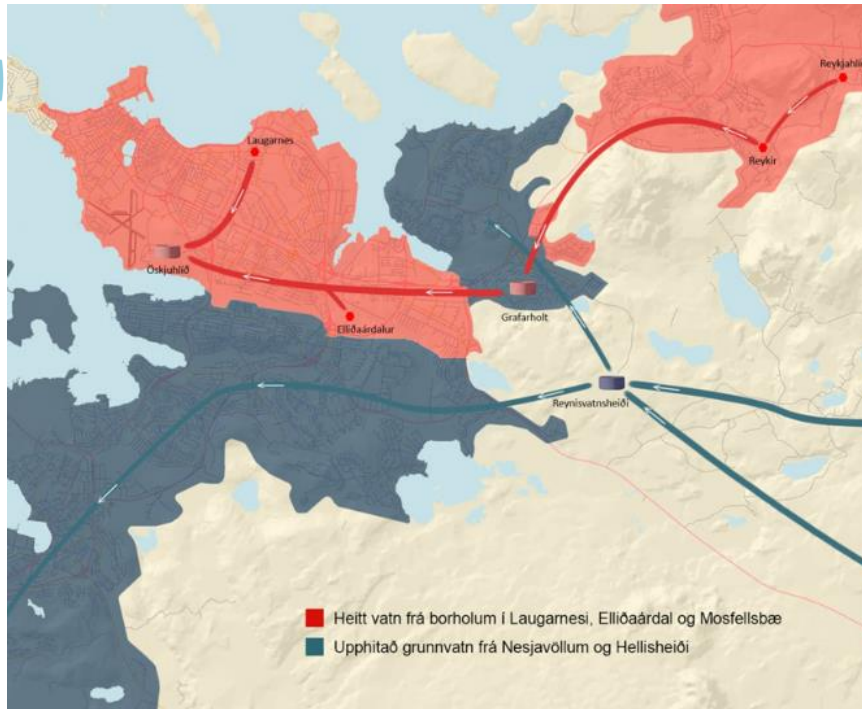 Reykjahlíð
Laugarnes
Reykir
Öskjuhlíð
Grafarholt
Elliðaárdalur
Reynisvatnsheiði
Heitt vatn frá borholum í Laugarnesi, Elliðaárdal og Mosfellsbæ
Upphitað grunnvatn frá Nesjavöllum og Hellisheiði